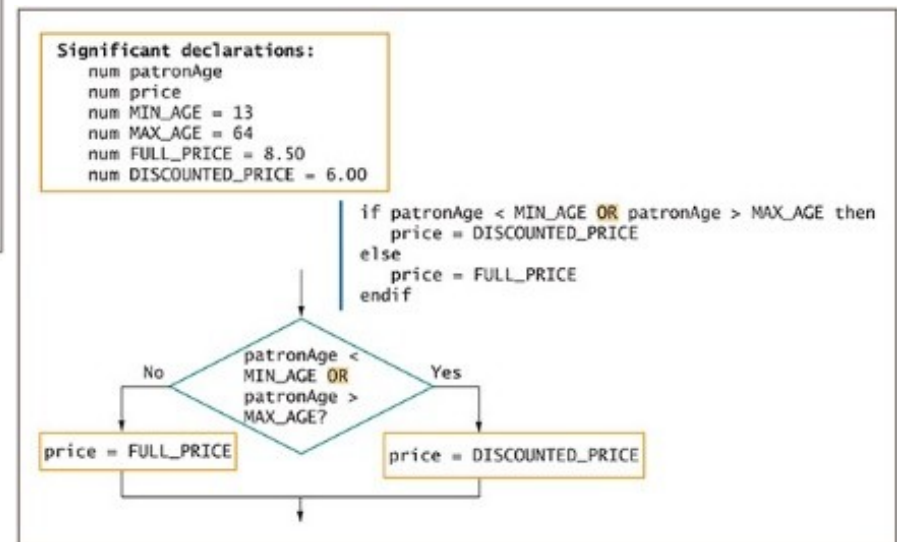 Significant declarations:
num patronAge
num price
num MIN_AGE = 13
num MAX_AGE = 64
num FULL_PRICE = 8.50
num DISCOUNTED_PRICE = 6.00
if patronAge < MIN_AGE OR patronAge > MAX_AGE then
price = DISCOUNTED_PRICE
else
price = FULL_PRICE
endif
patronAge <
MIN_AGE OR
patronAge >
MAX_AGE?
No
Yes
price = FULL_PRICE
price = DISCOUNTED_PRICE